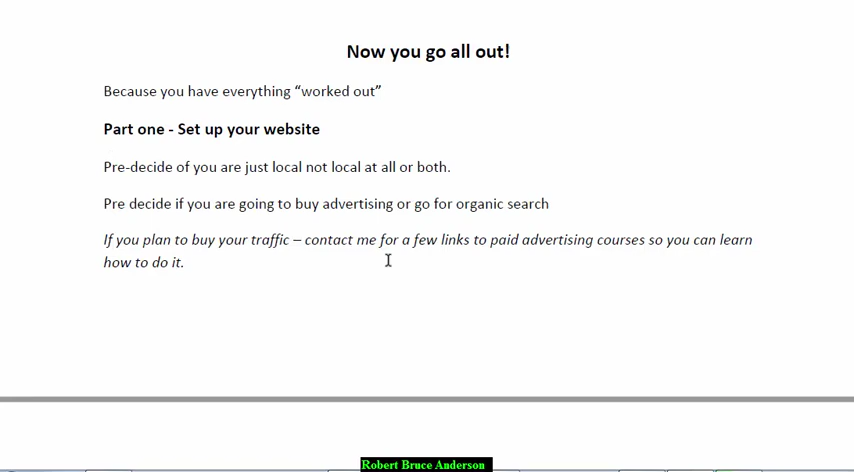 Now you go all out!
Because you have everything “worked out”
Part one - Set up your website
Pre-decide of you are just local not local at all or both.
Pre decide if you are going to buy advertising or go for organic search
If you plan to buy your traffic – contact me for a few links to paid advertising courses so you can learn
how to do it.
Robert Bruce Anderson